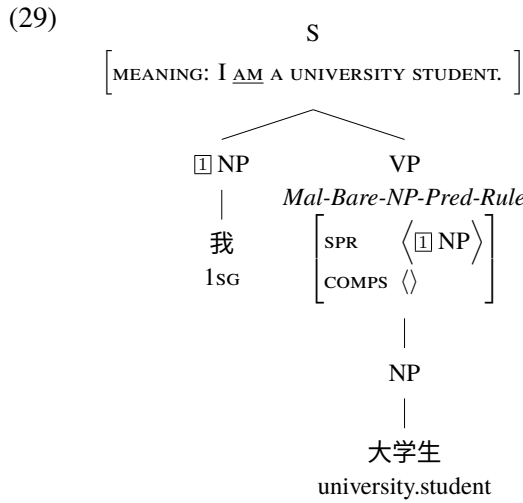 (29)
S
[MEANING: I AM A UNIVERSITY STUDENT. ]
1 NP VP
Mal-Bare-NP-Pred-Rule
我
1SG
SPR ⟨1 NP⟩
COMPS ⟨⟩
NP
大学生
university.student